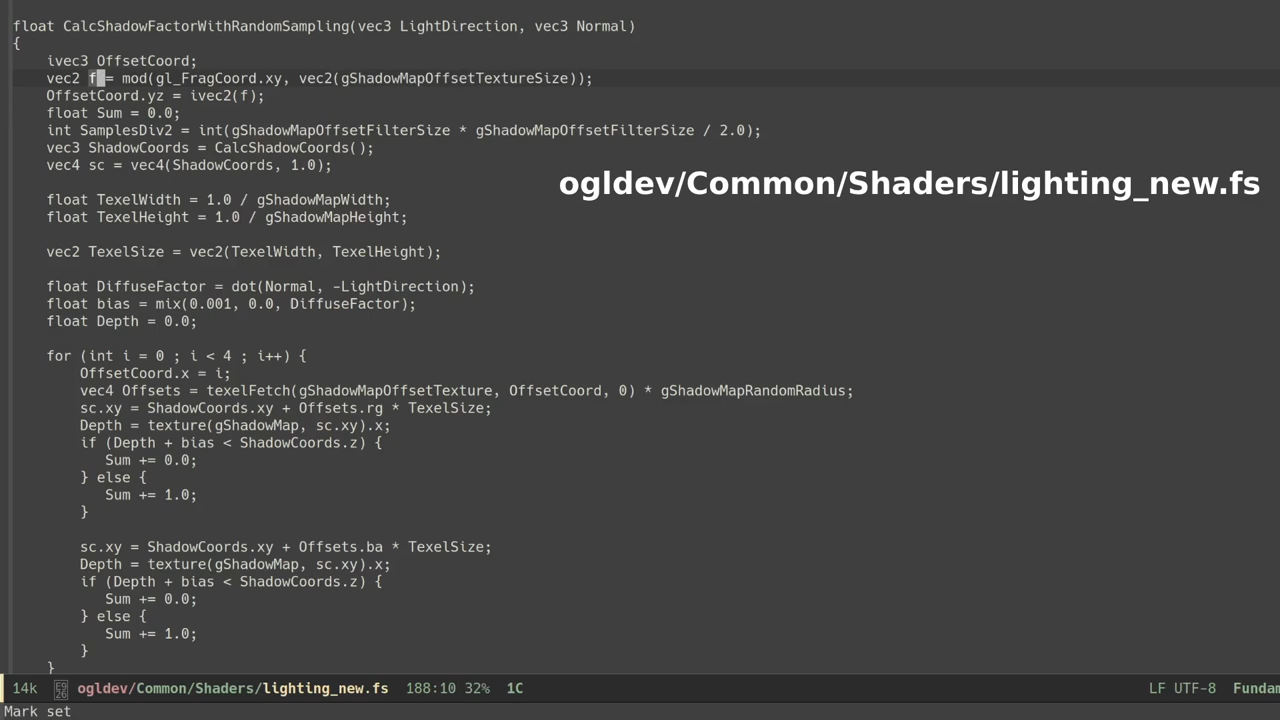 float CalcShadowFactorWithRandomSampling(vec3 LightDirection, vec3 Normal)
{
ivec3 OffsetCoord;
vec2 f = mod(gl_FragCoord.xy, vec2(gShadowMapOffsetTextureSize));
OffsetCoord.yz = ivec2(f);
float Sum = 0.0;
int SamplesDiv2 = int(gShadowMapOffsetFilterSize * gShadowMapOffsetFilterSize / 2.0);
vec3 ShadowCoords = CalcShadowCoords();
vec4 sc = vec4(ShadowCoords, 1.0);
ogldev/Common/Shaders/lighting_new.fs
float TexelWidth = 1.0 / gShadowMapWidth;
float TexelHeight = 1.0 / gShadowMapHeight;
vec2 TexelSize = vec2(TexelWidth, TexelHeight);
float DiffuseFactor = dot(Normal, -LightDirection);
float bias = mix(0.001, 0.0, DiffuseFactor);
float Depth = 0.0;
for (int i = 0 ; i < 4 ; i++) {
OffsetCoord.x = i;
vec4 Offsets = texelFetch(gShadowMapOffsetTexture, OffsetCoord, 0) * gShadowMapRandomRadius;
sc.xy = ShadowCoords.xy + Offsets.rg * TexelSize;
Depth = texture(gShadowMap, sc.xy).x;
if (Depth + bias < ShadowCoords.z) {
Sum += 0.0;
} else {
Sum += 1.0;
}
sc.xy = ShadowCoords.xy + Offsets.ba * TexelSize;
Depth = texture(gShadowMap, sc.xy).x;
if (Depth + bias < ShadowCoords.z) {
Sum += 0.0;
} else {
Sum += 1.0;
}
}
14k ogldev/Common/Shaders/lighting_new.fs 188:10 32% 1C LF UTF-8 Fundam
Mark set